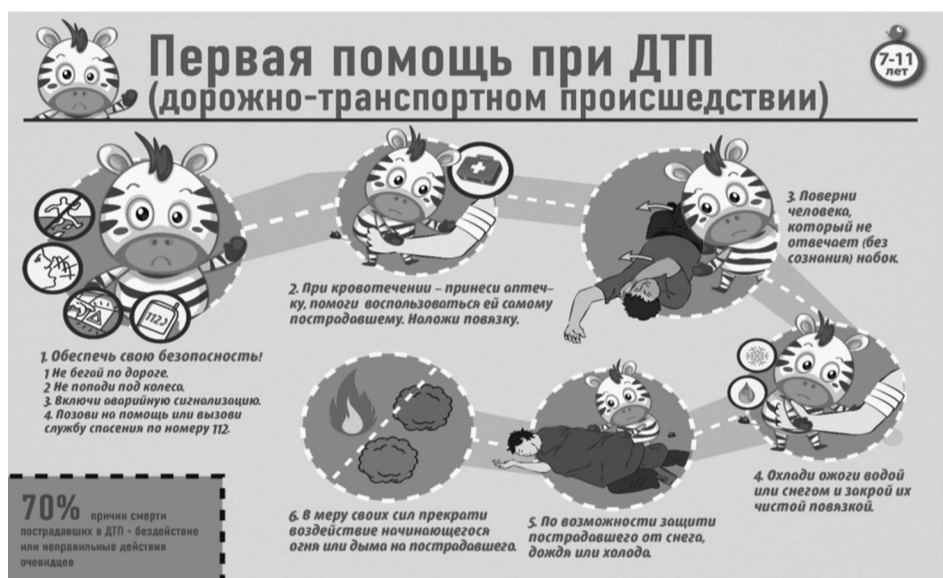 Первая помощь при ДТП
(дорожно-транспортном происшествии)
7-11
лет
112
1. Обеспечь свою безопасность!
1 Не бегай по дороге.
2 Не попади под колеса.
3. Включи аварийную сигнализацию.
4. Позови на помощь или вызови
службу спасения по номеру 112.
2. При кровотечении – принеси аптеч-
ку, помоги воспользоваться ей самому
пострадавшему. Наложи повязку.
3. Поверни
человека,
который не
отвечает (без
сознания) набок.
4. Охлади ожоги водой
или снегом и закрой их
чистой повязкой.
5. По возможности защити
пострадавшего от снега,
дождя или холода.
6. В меру своих сил прекрати
воздействие начинающегося
огня или дыма на пострадавшего.
70% причин смерти
пострадавших в ДТП - бездействие
или неправильные действия
очевидцев